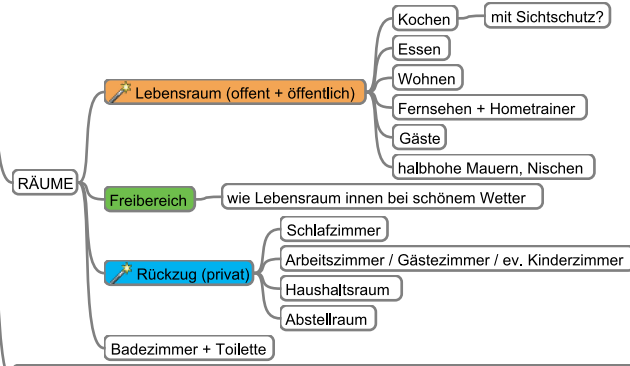 Kochen
mit Sichtschutz?
Essen
Lebensraum (offent + öffentlich)
Wohnen
Fernsehen + Hometrainer
Gäste
halbhohe Mauern, Nischen
RÄUME
Freibereich
wie Lebensraum innen bei schönem Wetter
Schlafzimmer
Rückzug (privat)
Arbeitszimmer / Gästezimmer / ev. Kinderzimmer
Haushaltsraum
Abstellraum
Badezimmer + Toilette